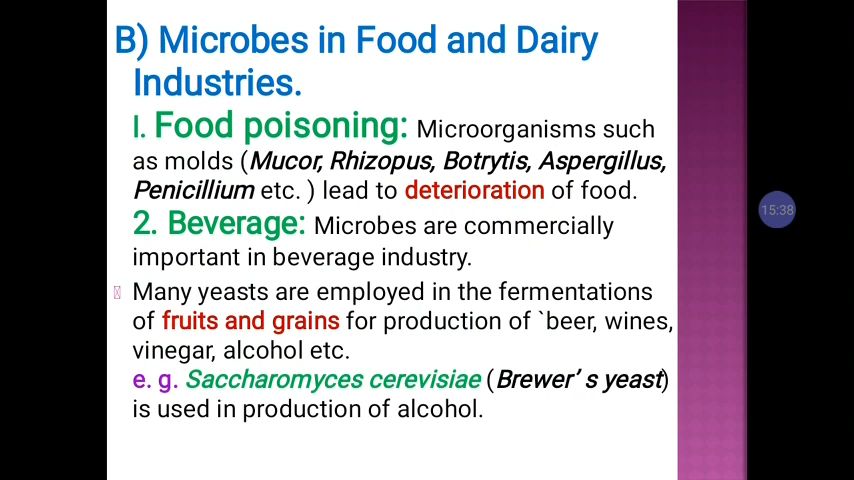 B) Microbes in Food and Dairy
Industries.
I. Food poisoning: Microorganisms such
as molds (Mucor, Rhizopus, Botrytis, Aspergillus,
Penicillium etc. ) lead to deterioration of food.
2. Beverage: Microbes are commercially
important in beverage industry.
Many yeasts are employed in the fermentations
of fruits and grains for production of `beer, wines,
vinegar, alcohol etc.
e. g. Saccharomyces cerevisiae (Brewer’ s yeast)
is used in production of alcohol.
15:38